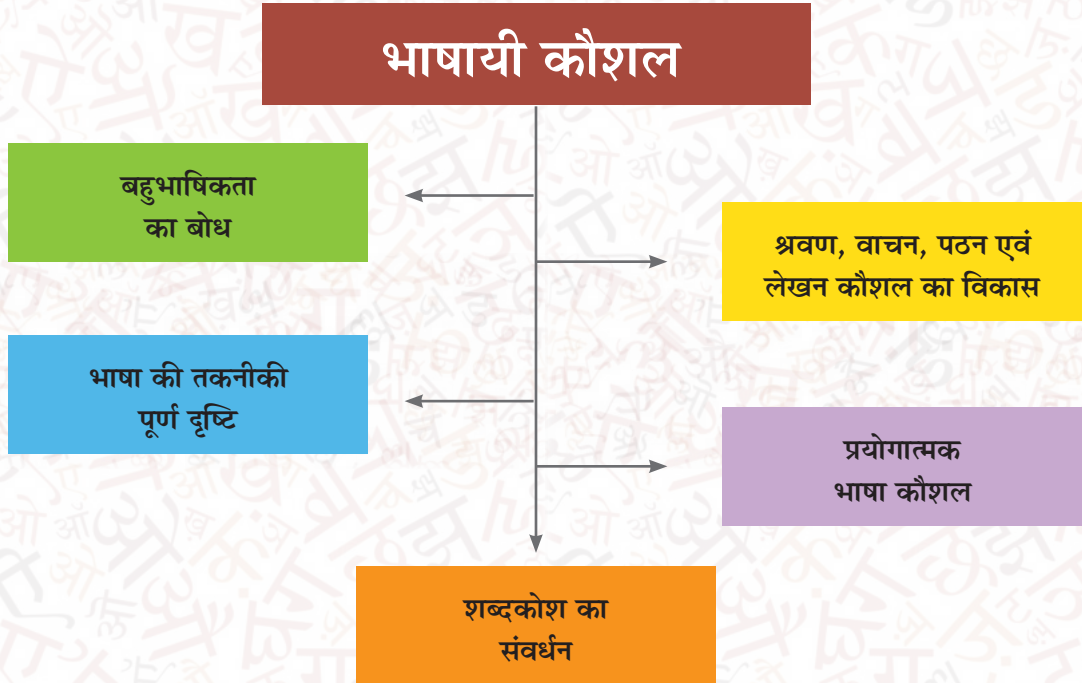 भाषायी कौशल
बहुभाषिकता
का बोध
श्रवण, वाचन, पठन एवं
लेखन कौशल का विकास
भाषा की तकनीकी
पूर्ण दृष्टि
प्रयोगात्मक
भाषा कौशल
शब्दकोश का
संवर्धन